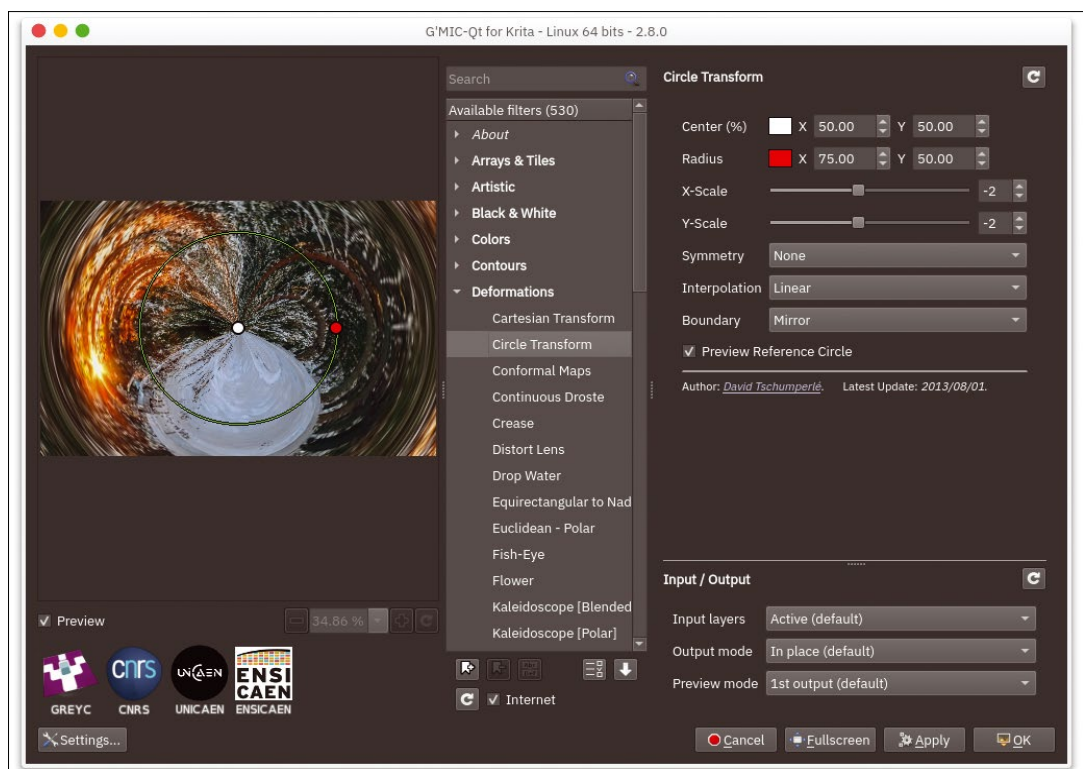 G'MIC-Qt for Krita - Linux 64 bits - 2.8.0
Search
Available filters (530)
About
Arrays & Tiles
Artistic
Black & White
Colors
Contours
Deformations
Cartesian Transform
Circle Transform
Conformal Maps
Continuous Droste
Crease
Distort Lens
Drop Water
Equirectangular to Nad
Euclidean - Polar
Fish-Eye
Flower
Kaleidoscope [Blended
Kaleidoscope [Polar]
Internet
Circle Transform
Center (%) X 50.00 Y 50.00
Radius X 75.00 Y 50.00
X-Scale -2
Y-Scale -2
Symmetry None
Interpolation Linear
Boundary Mirror
Preview Reference Circle
Author: David Tschumperlé. Latest Update: 2013/08/01.
Input / Output
Input layers Active (default)
Output mode In place (default)
Preview mode 1st output (default)
Preview 34.86 %
cnrs
UNICAEN
ENSI
CAEN
GREYC CNRS UNICAEN ENSICAEN
Settings...
Cancel Fullscreen Apply OK